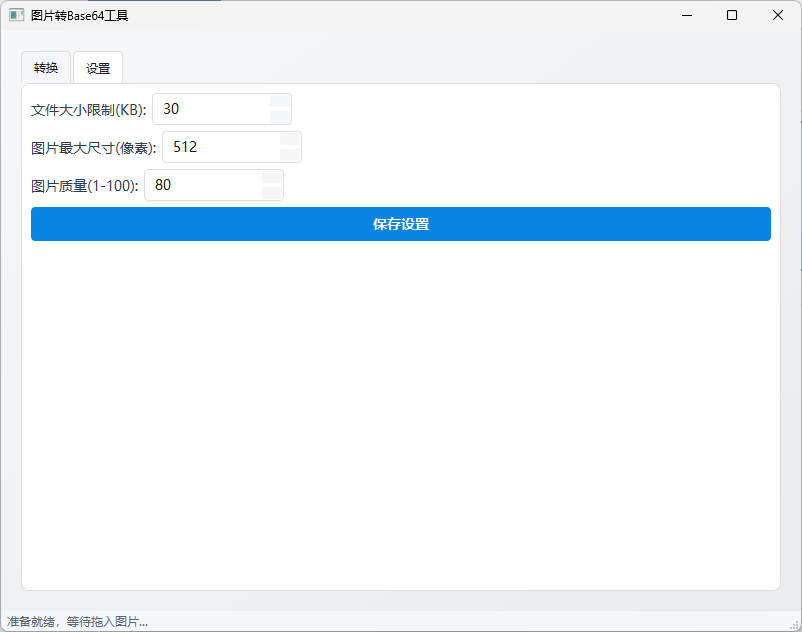 图片转Base64工具
转换 设置
文件大小限制(KB): 30
图片最大尺寸(像素): 512
图片质量(1-100): 80
保存设置
准备就绪，等待拖入图片...